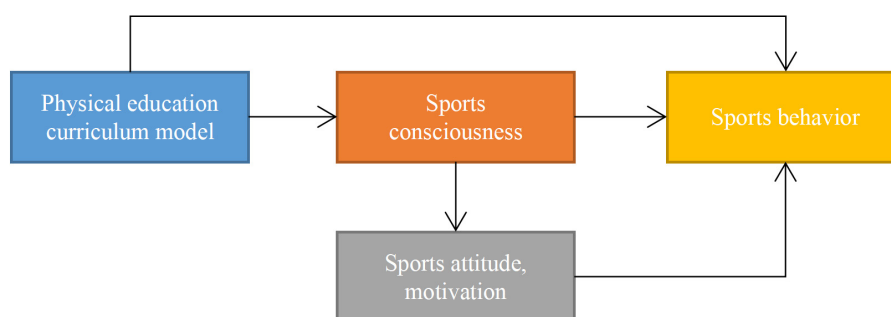 Physical education
curriculum model
Sports
consciousness
Sports behavior
Sports attitude,
motivation